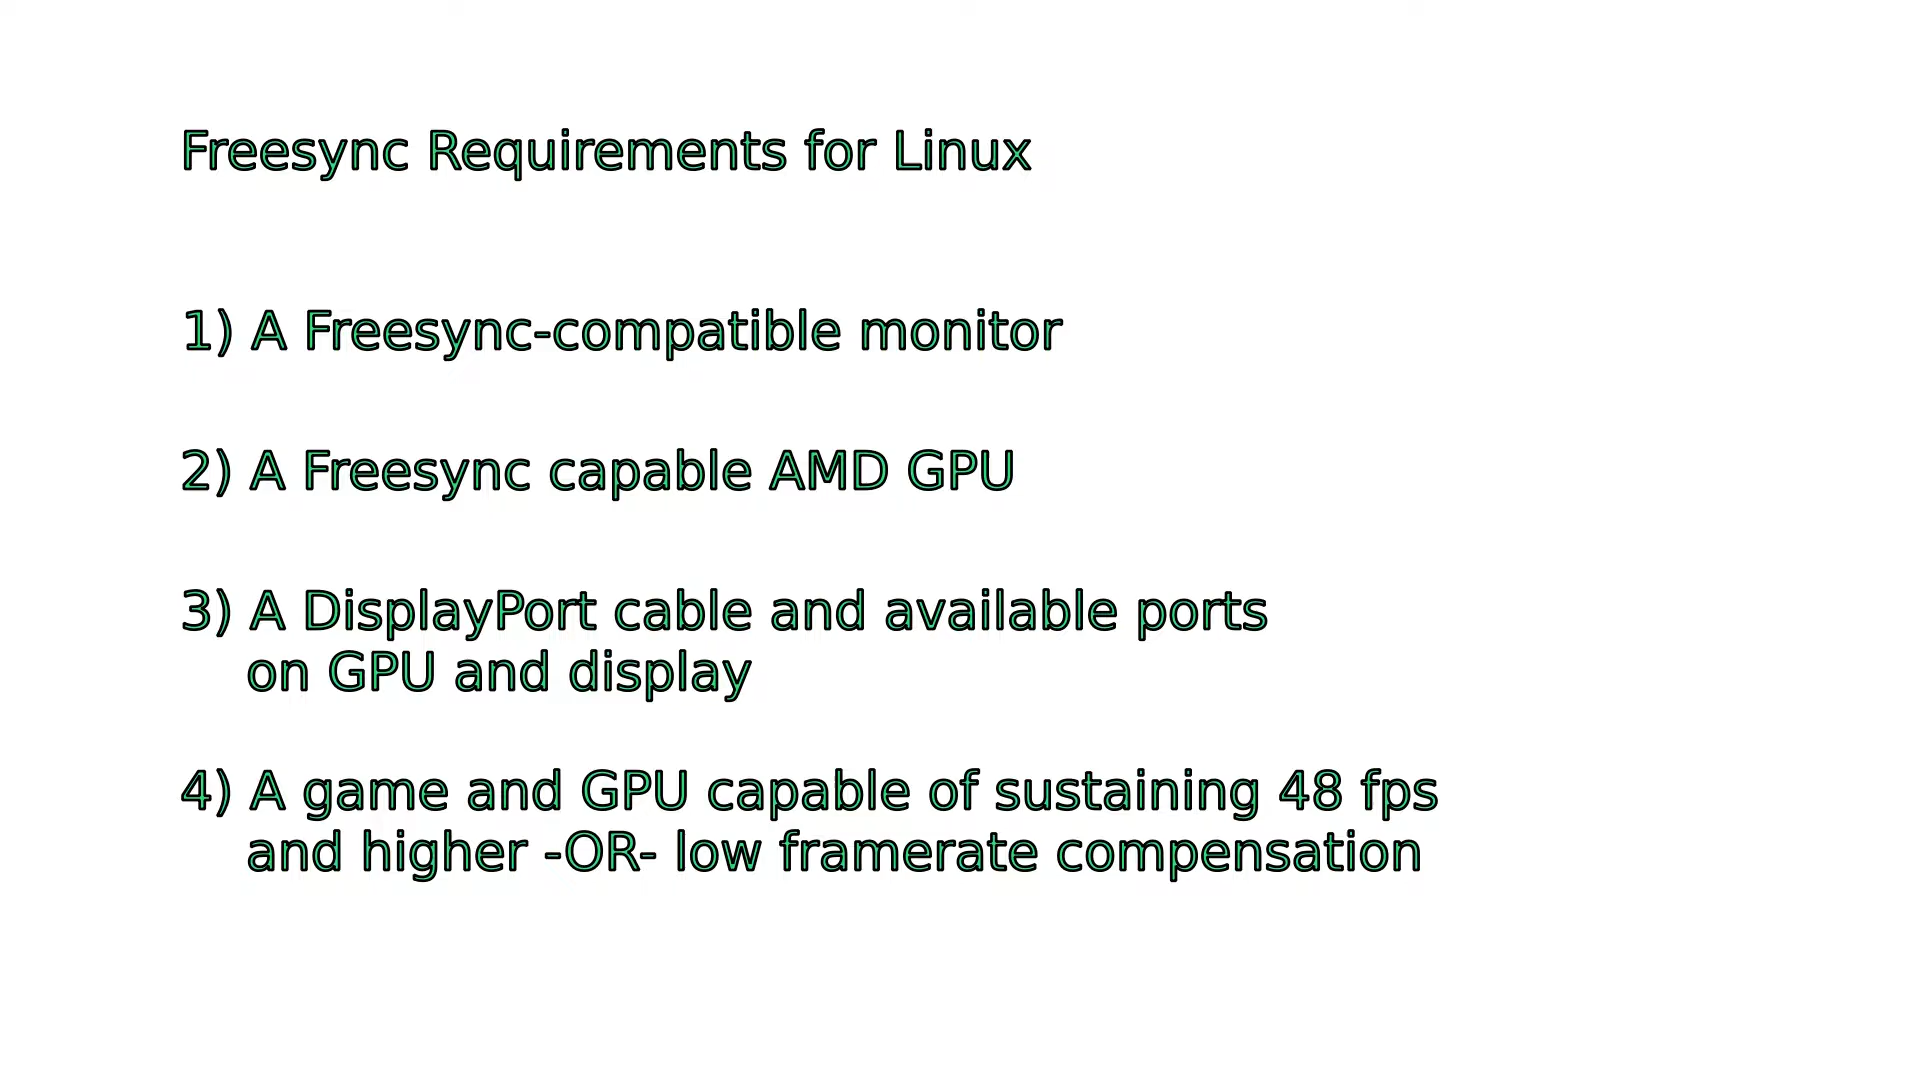 Freesync Requirements for Linux
1) A Freesync-compatible monitor
2) A Freesync capable AMD GPU
3) A DisplayPort cable and available ports
on GPU and display
4) A game and GPU capable of sustaining 48 fps
and higher -OR- low framerate compensation